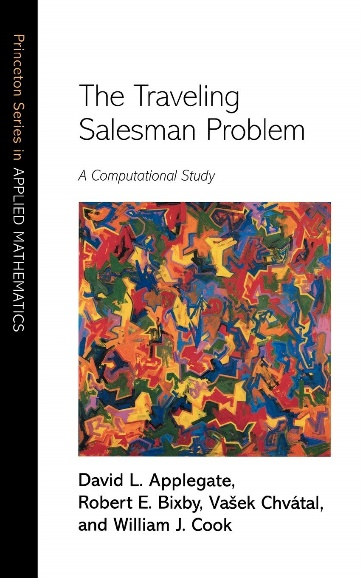 Princeton Series in APPLIED MATHEMATICS
The Traveling
Salesman Problem
A Computational Study
David L. Applegate,
Robert E. Bixby, Vašek Chvátal,
and William J. Cook